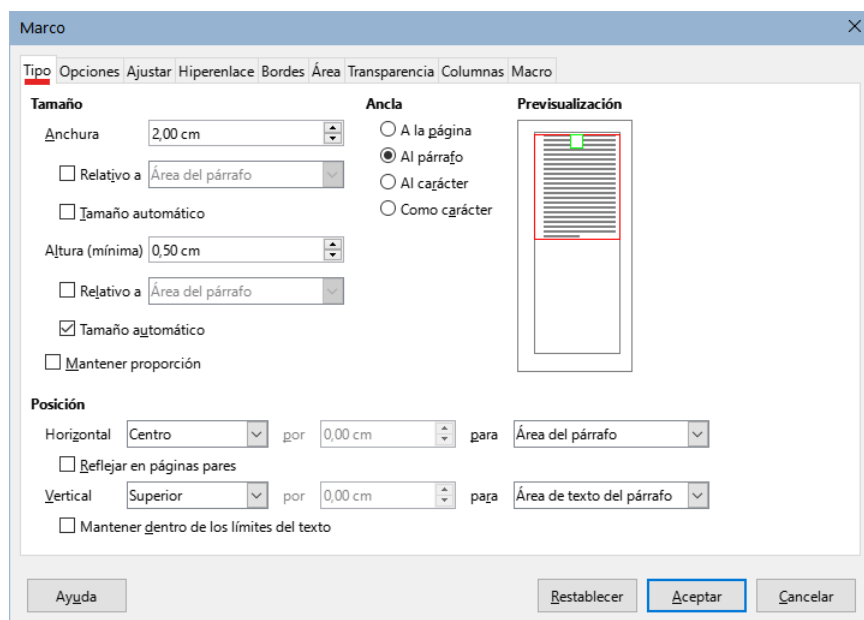 Marco
Tipo Opciones Ajustar Hiperenlace Bordes Área Transparencia Columnas Macro
Tamaño
Anchura 2,00 cm
Relativo a Área del párrafo
Tamaño automático
Altura (mínima) 0,50 cm
Relativo a Área del párrafo
Tamaño automático
Mantener proporción
Ancla
A la página
Al párrafo
Al carácter
Como carácter
Previsualización
Posición
Horizontal Centro por 0,00 cm para Área del párrafo
Reflejar en páginas pares
Vertical Superior por 0,00 cm para Área de texto del párrafo
Mantener dentro de los límites del texto
Ayuda Restablecer Aceptar Cancelar